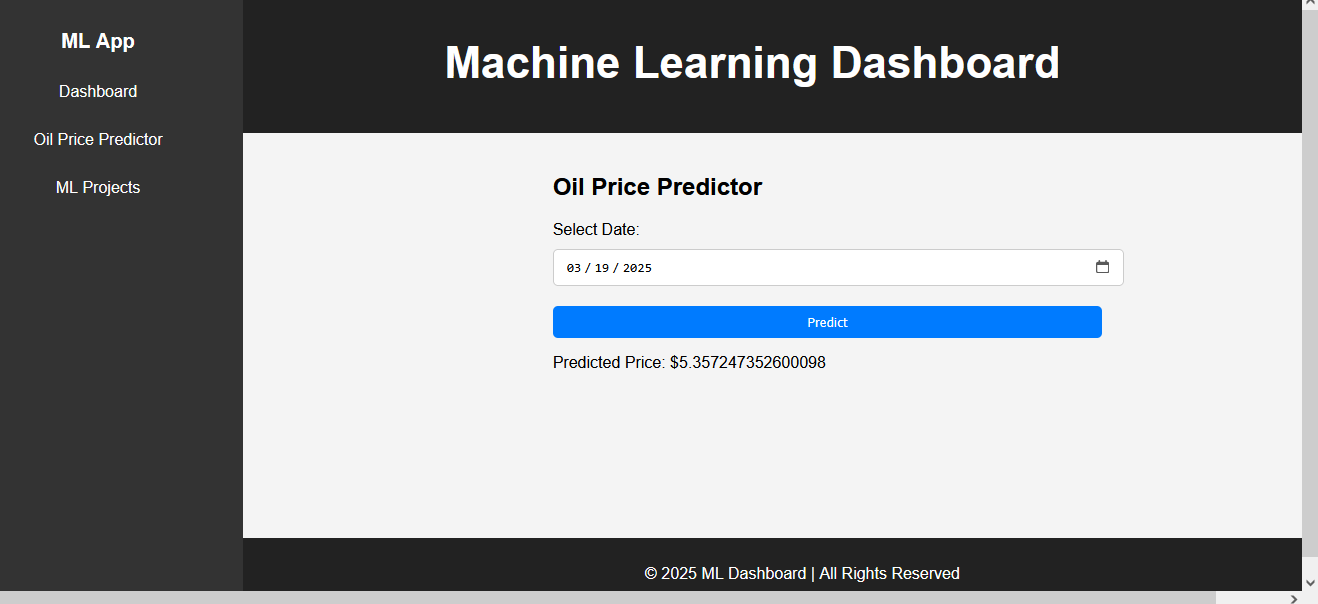 ML App
Dashboard
Oil Price Predictor
ML Projects
Machine Learning Dashboard
Oil Price Predictor
Select Date:
03 / 19 / 2025
Predict
Predicted Price: $5.357247352600098
© 2025 ML Dashboard | All Rights Reserved